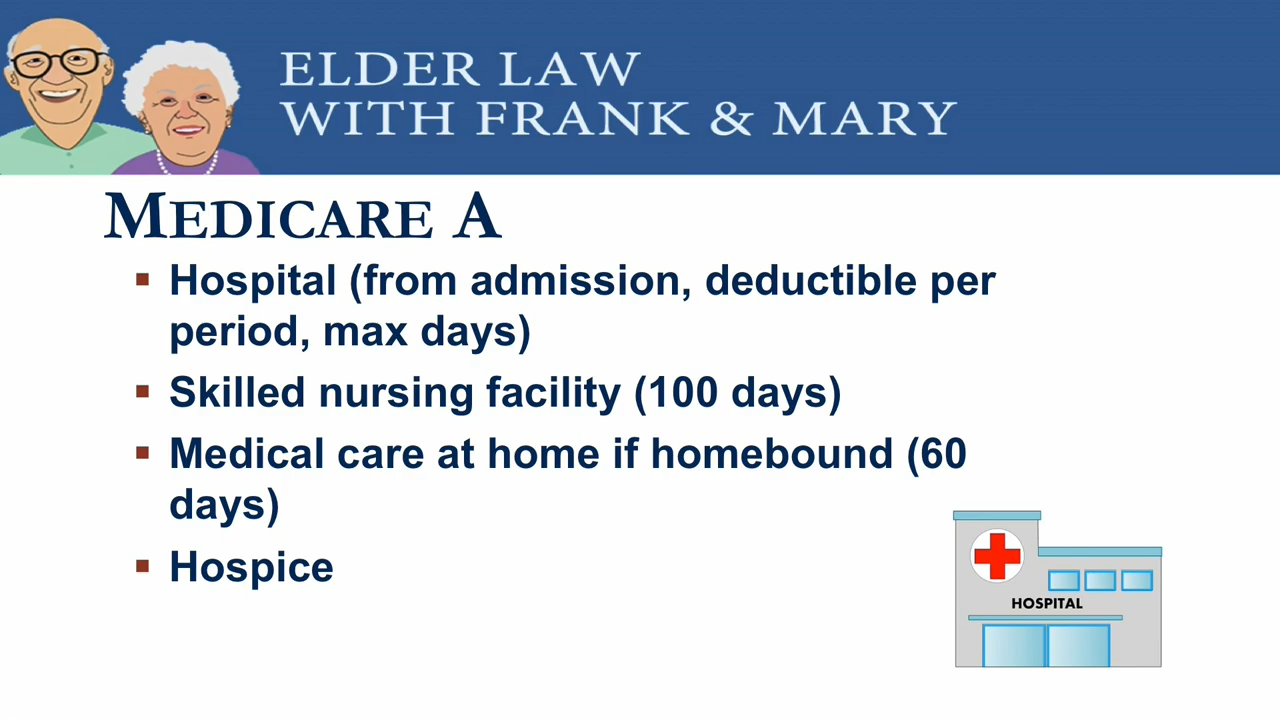 ELDER LAW
WITH FRANK & MARY
MEDICARE A
▪ Hospital (from admission, deductible per
period, max days)
▪ Skilled nursing facility (100 days)
▪ Medical care at home if homebound (60
days)
▪ Hospice
HOSPITAL